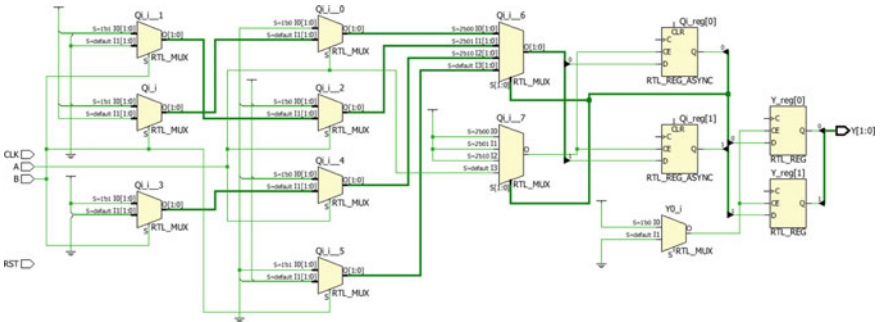 Qi_i__1
S=1'b1 I0[1:0]
S=default I1[1:0]
O[1:0]
S
RTL_MUX
Qi_i
S=1'b1 I0[1:0]
S=default I1[1:0]
O[1:0]
S
RTL_MUX
CLK
A
B
Qi_i__3
S=1'b1 I0[1:0]
S=default I1[1:0]
O[1:0]
S
RTL_MUX
RST
Qi_i__0
S=1'b0 I0[1:0]
S=default I1[1:0]
O[1:0]
S
RTL_MUX
Qi_i__2
S=1'b0 I0[1:0]
S=default I1[1:0]
O[1:0]
S
RTL_MUX
Qi_i__4
S=1'b0 I0[1:0]
S=default I1[1:0]
O[1:0]
S
RTL_MUX
Qi_i__5
S=1'b1 I0[1:0]
S=default I1[1:0]
O[1:0]
S
RTL_MUX
Qi_i__6
S=2'b00 I0[1:0]
S=2'b01 I1[1:0]
S=2'b10 I2[1:0]
S=default I3[1:0]
O[1:0]
S[1:0]
RTL_MUX
Qi_i__7
S=2'b00 I0
S=2'b01 I1
S=2'b10 I2
S=default I3
O
S[1:0]
RTL_MUX
Qi_reg[0]
CLR
C
CE
D
Q
0
0
RTL_REG_ASYNC
Qi_reg[1]
CLR
C
CE
D
Q
1
1
RTL_REG_ASYNC
Y0_i
S=1'b0 I0
S=default I1
O
S
RTL_MUX
Y_reg[0]
C
CE
D
Q
0
0
RTL_REG
Y_reg[1]
C
CE
D
Q
1
1
RTL_REG
Y[1:0]